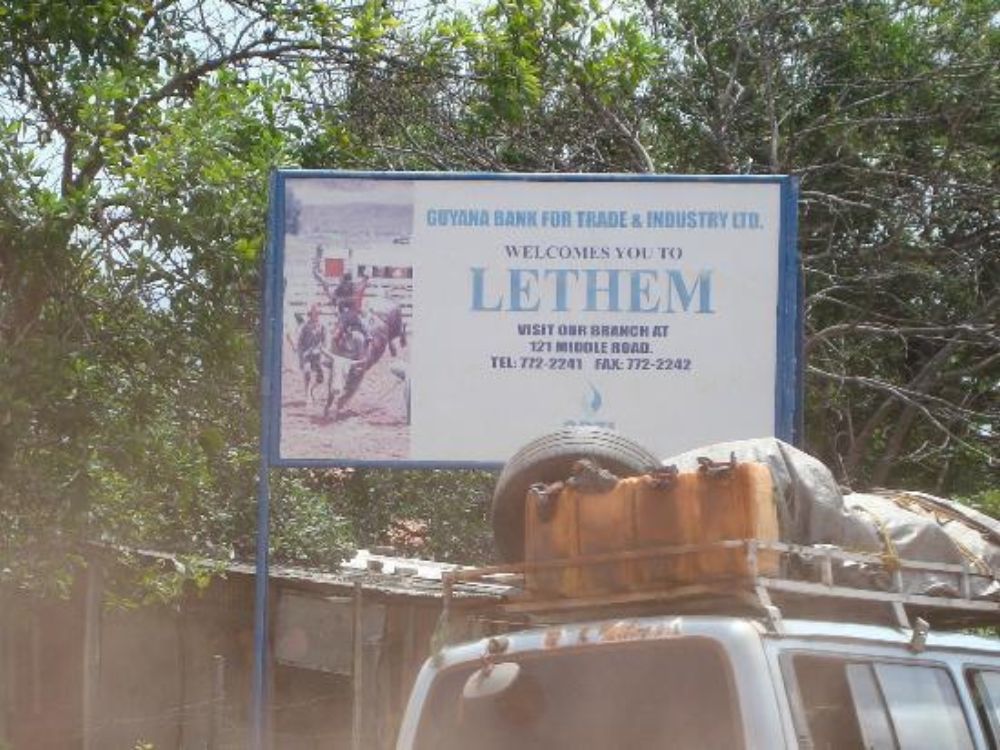 GUYANA BANK FOR TRADE & INDUSTRY LTD.
WELCOMES YOU TO
LETHEM
VISIT OUR BRANCH AT
121 MIDDLE ROAD.
TEL: 772-2241 FAX: 772-2242